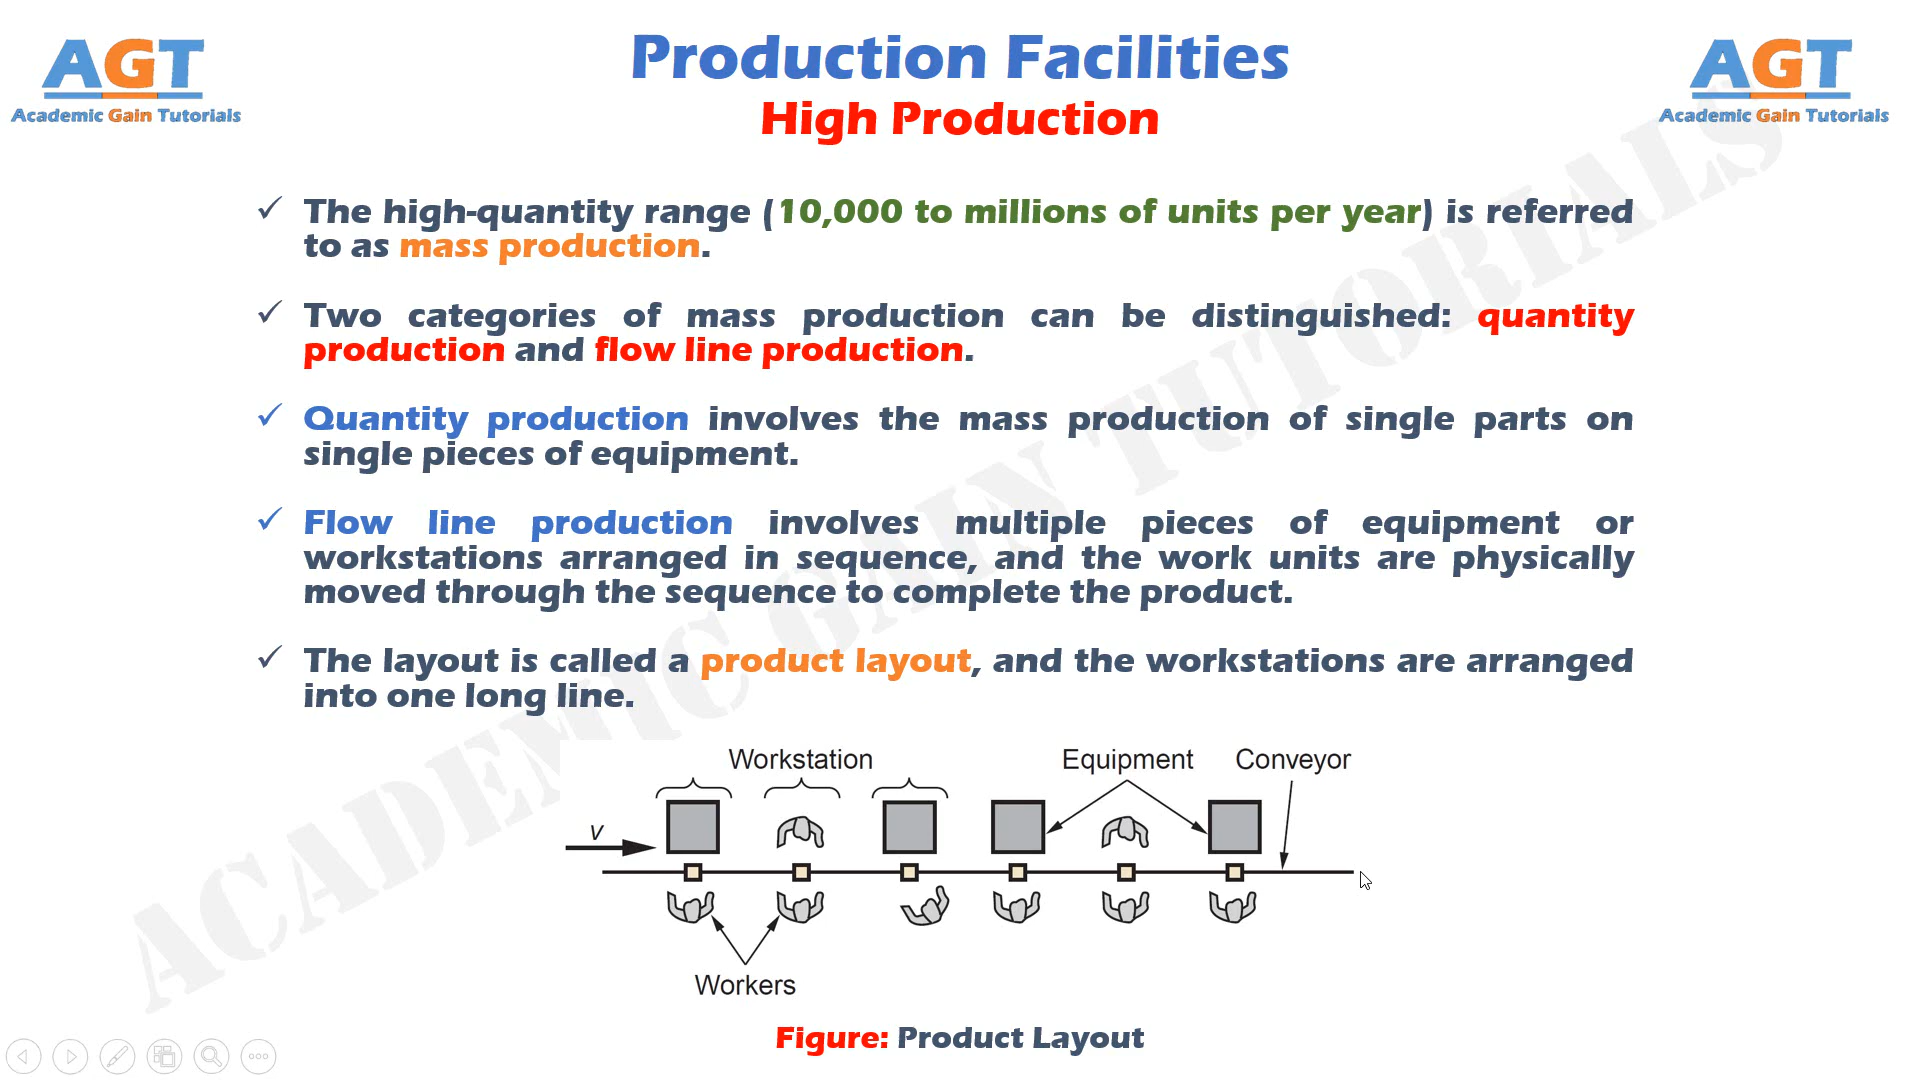 AGT
Academic Gain Tutorials
Production Facilities
High Production
AGT
Academic Gain Tutorials
✓ The high-quantity range (10,000 to millions of units per year) is referred
to as mass production.
✓ Two categories of mass production can be distinguished: quantity
production and flow line production.
✓ Quantity production involves the mass production of single parts on
single pieces of equipment.
✓ Flow line production involves multiple pieces of equipment or
workstations arranged in sequence, and the work units are physically
moved through the sequence to complete the product.
✓ The layout is called a product layout, and the workstations are arranged
into one long line.
ACADEMIC GAIN TUTORIALS
Workstation
Equipment
Conveyor
v
Workers
Figure: Product Layout